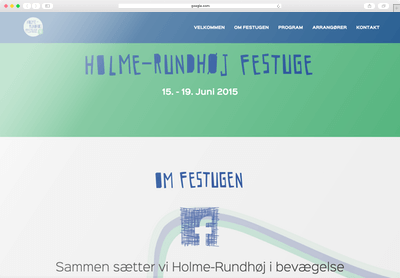 google.com
VELKOMMEN OM FESTUGEN PROGRAM ARRANGØRER KONTAKT
HOLME-RUNDHØJ FESTUGE
15. - 19. Juni 2015
OM FESTUGEN
Sammen sætter vi Holme-Rundhøj i bevægelse